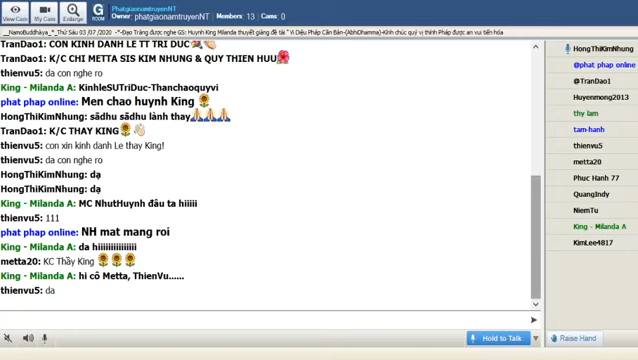 Phatgiaonamtruyen
Owner: phatgiaonamtruyenNT Members: 13 Admires: 0
View Cam My Cam Enlarge G ROOM
__NamoBuddhàya_*_Thứ Sáu 03 /07 /2020 -*-Đạo Tràng được nghe GS: Huynh King Milanda thuyết giảng đề tài " Vi Diệu Pháp Căn Bản-(AbhiDhamma)-Kính chúc quý vị thính Pháp được an vui tiến hóa
TranDao1: CON KINH DANH LE TT TRI DUC
TranDao1: K/C CHI METTA SIS KIM NHUNG & QUY THIEN HUU
thienvu5: da con nghe ro
King - Milanda A: KinhleSUTriDuc-Thanchaoquyvi
phat phap online: Men chao huynh King
HongThiKimNhung: sādhu sādhu lành thay
TranDao1: K/C THAY KING
thienvu5: con xin kinh danh Le thay King!
thienvu5: da con nghe ro
HongThiKimNhung: dạ
HongThiKimNhung: dạ
King - Milanda A: MC NhutHuynh đâu ta hiiiii
thienvu5: 111
phat phap online: NH mat mang roi
King - Milanda A: da hiiiiiiiiiiiiiii
metta20: KC Thầy King
King - Milanda A: hi cô Metta, ThienVu......
thienvu5: da
Hold to Talk
HongThiKimNhung
@phat phap online
@TranDao1
Huyenmong2013
thy lam
tam-hanh
thienvu5
metta20
Phuc Hanh 77
QuangIndy
NiemTu
King - Milanda A
KimLee4817
Raise Hand